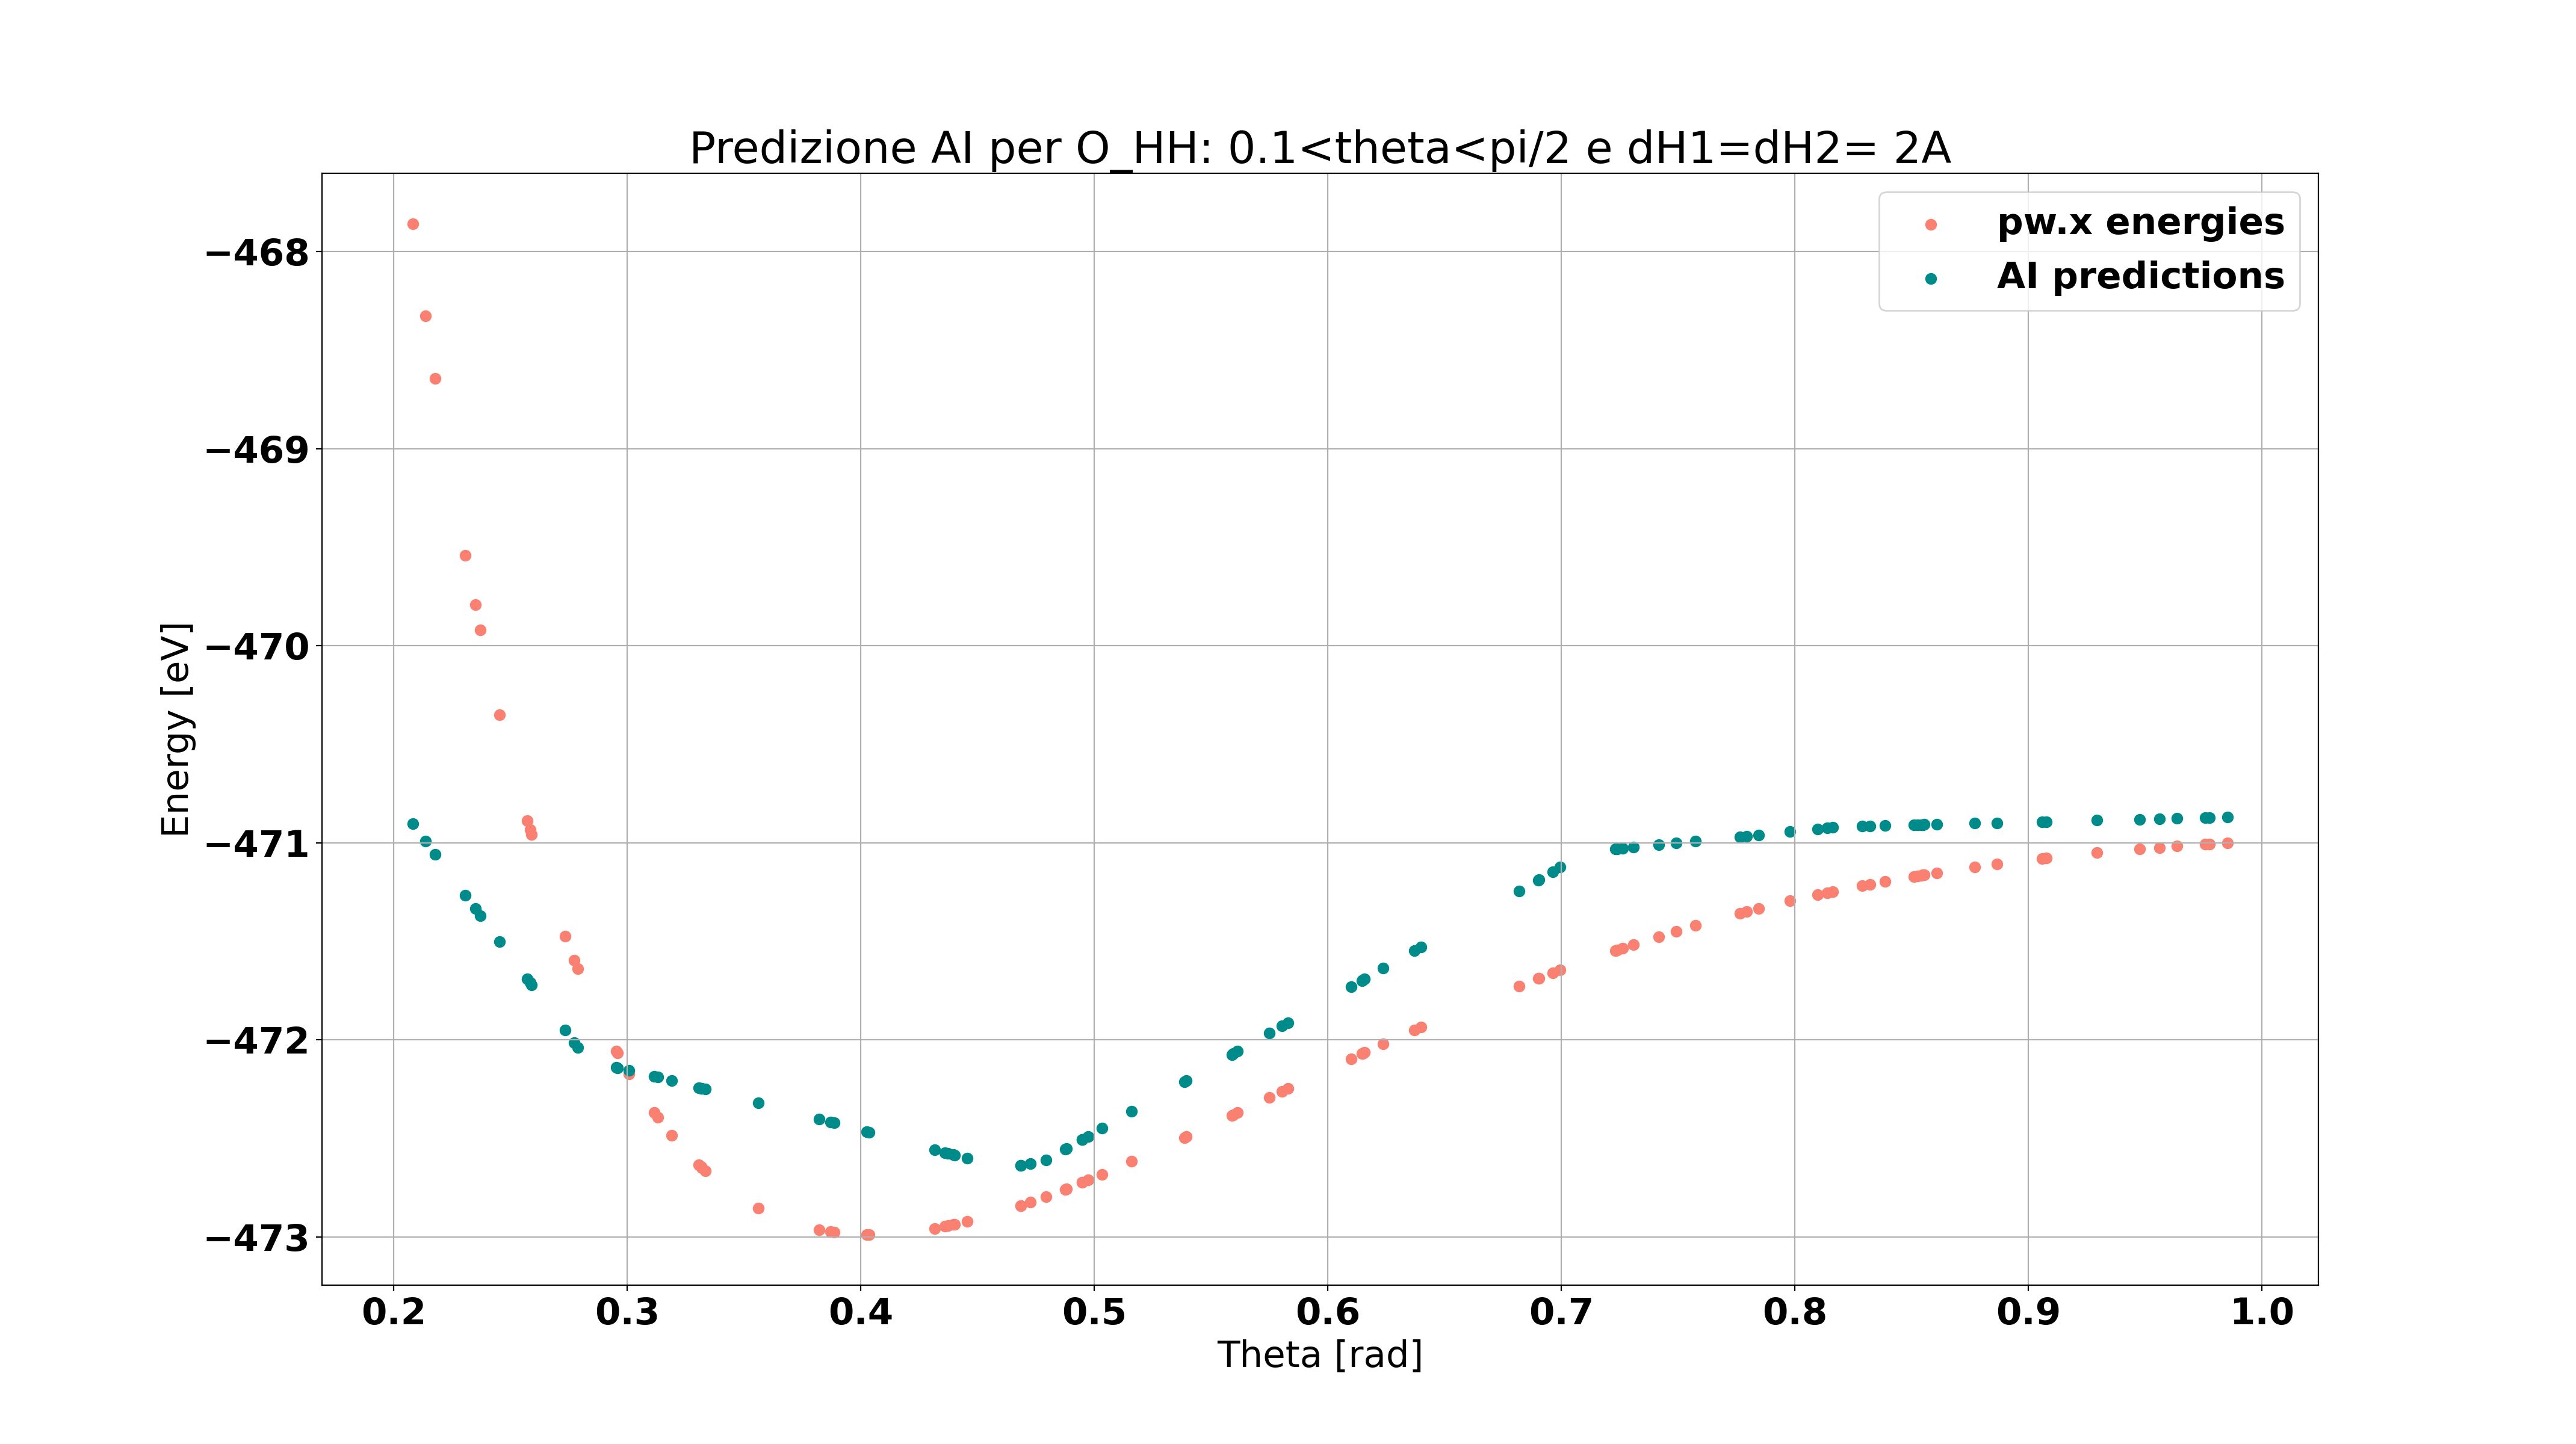 Predizione AI per O_HH: 0.1<theta<pi/2 e dH1=dH2= 2A
pw.x energies
AI predictions
−468
−469
−470
−471
−472
−473
Energy [eV]
0.2 0.3 0.4 0.5 0.6 0.7 0.8 0.9 1.0
Theta [rad]